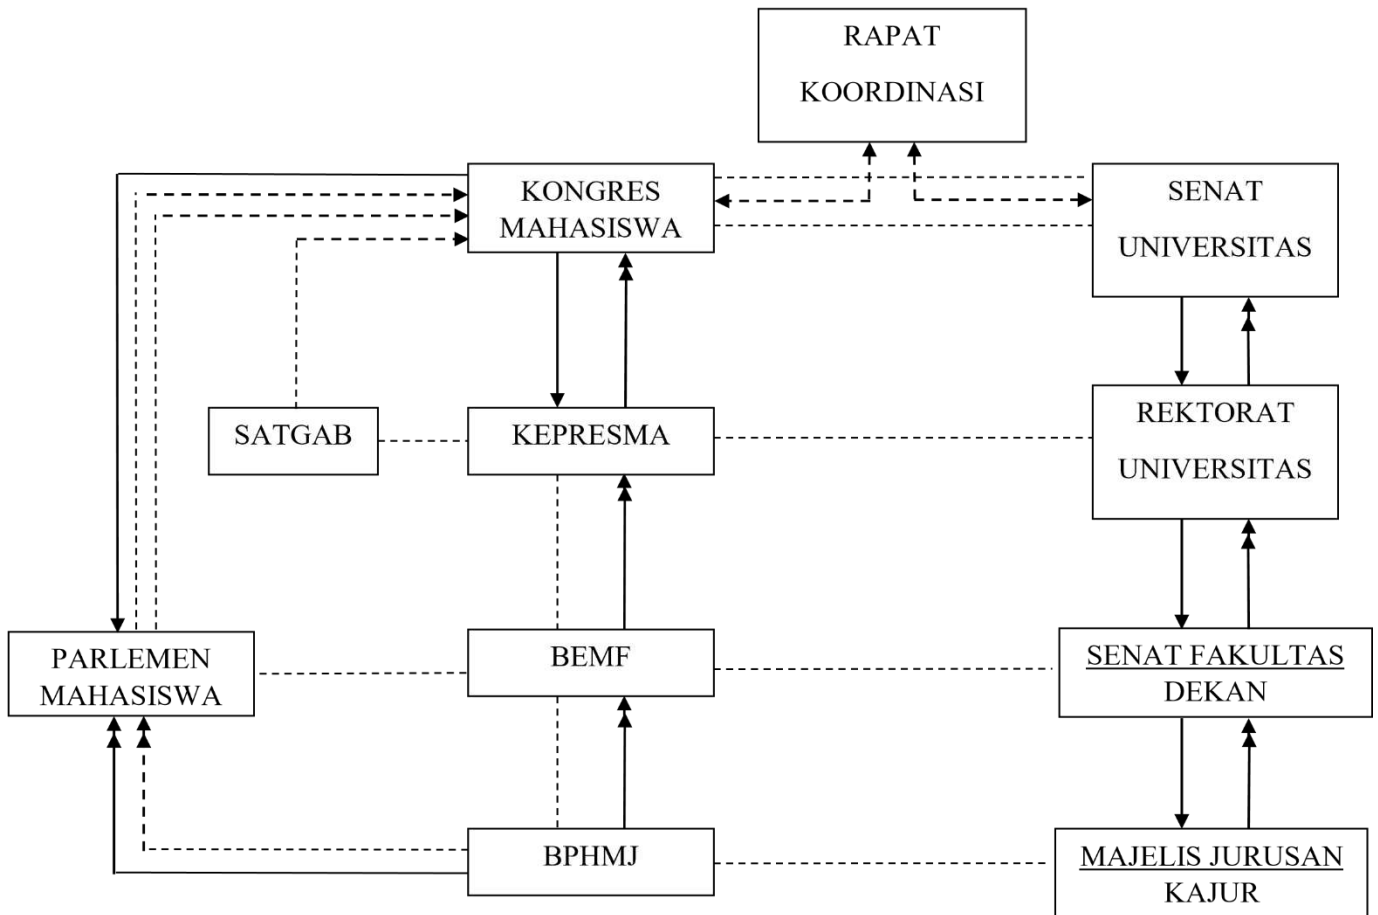 RAPAT
KOORDINASI
KONGRES
MAHASISWA
SENAT
UNIVERSITAS
SATGAB
KEPRESMA
REKTORAT
UNIVERSITAS
PARLEMEN
MAHASISWA
BEMF
SENAT FAKULTAS
DEKAN
BPHMJ
MAJELIS JURUSAN
KAJUR